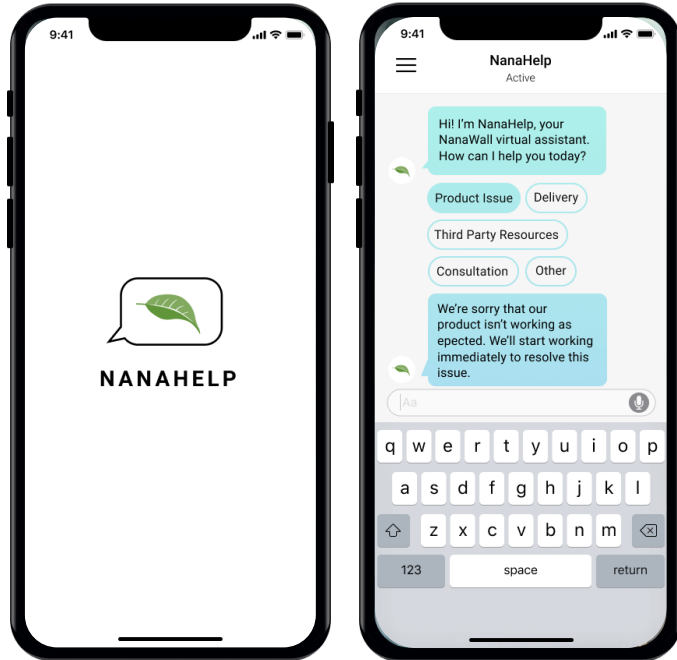 9:41
NANAHELP
9:41
NanaHelp
Active
Hi! I'm NanaHelp, your
NanaWall virtual assistant.
How can I help you today?
Product Issue Delivery
Third Party Resources
Consultation Other
We're sorry that our
product isn't working as
epected. We'll start working
immediately to resolve this
issue.
Aa
q w e r t y u i o p
a s d f g h j k l
z x c v b n m
123 space return